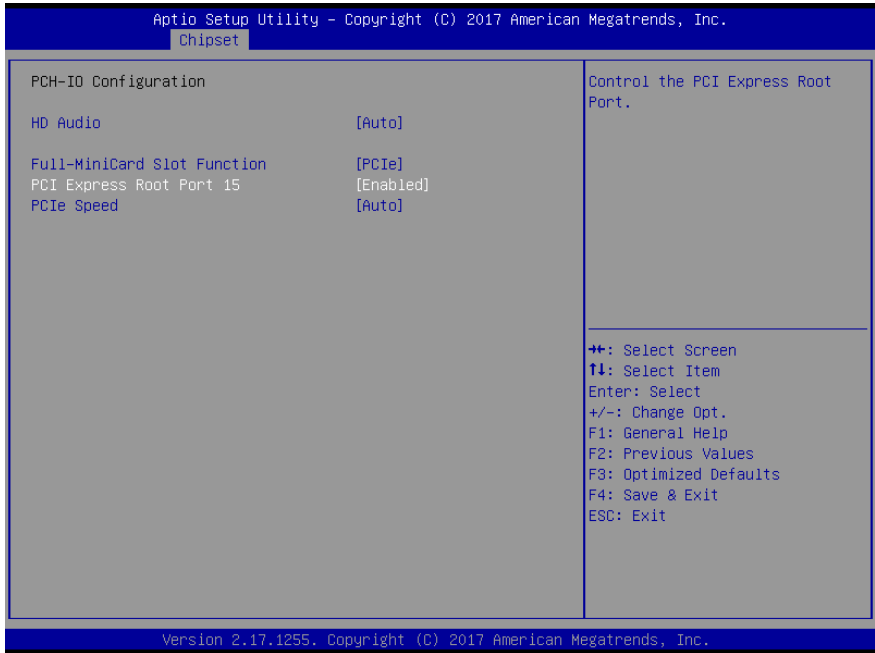 Aptio Setup Utility – Copyright (C) 2017 American Megatrends, Inc.
Chipset
PCH-IO Configuration
HD Audio [Auto]
Full-MiniCard Slot Function [PCIe]
PCI Express Root Port 15 [Enabled]
PCIe Speed [Auto]
Control the PCI Express Root
Port.
→←: Select Screen
↑↓: Select Item
Enter: Select
+/-: Change Opt.
F1: General Help
F2: Previous Values
F3: Optimized Defaults
F4: Save & Exit
ESC: Exit
Version 2.17.1255. Copyright (C) 2017 American Megatrends, Inc.